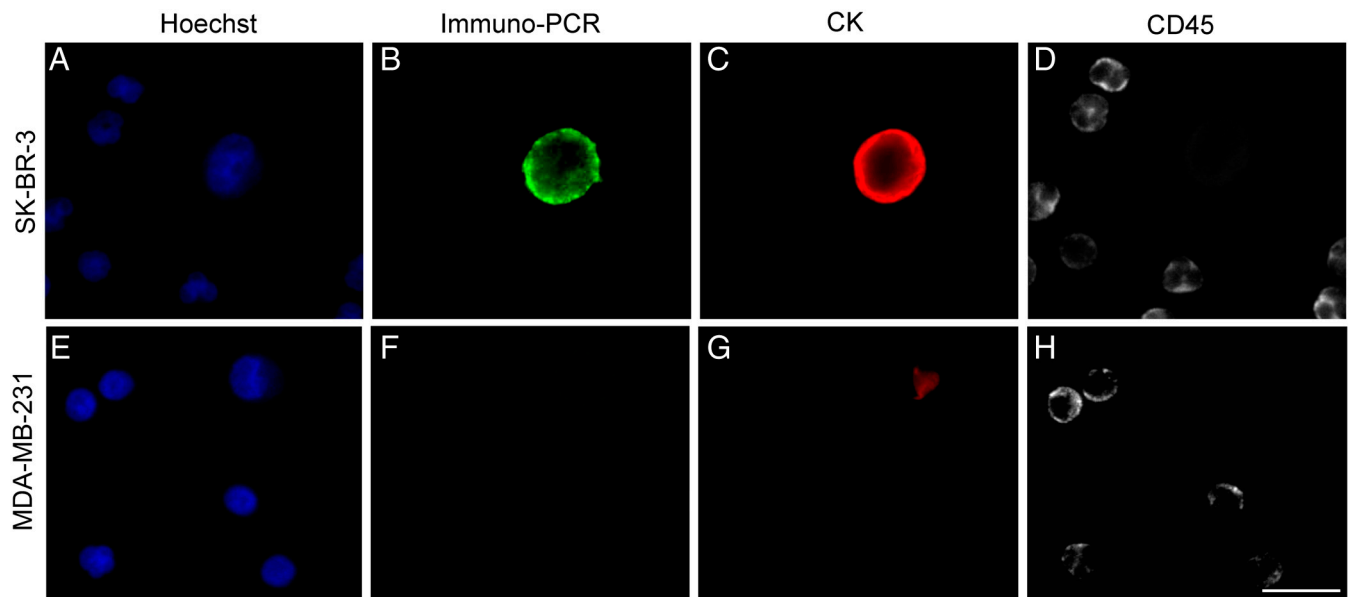 Hoechst Immuno-PCR CK CD45
SK-BR-3
A B C D
MDA-MB-231
E F G H